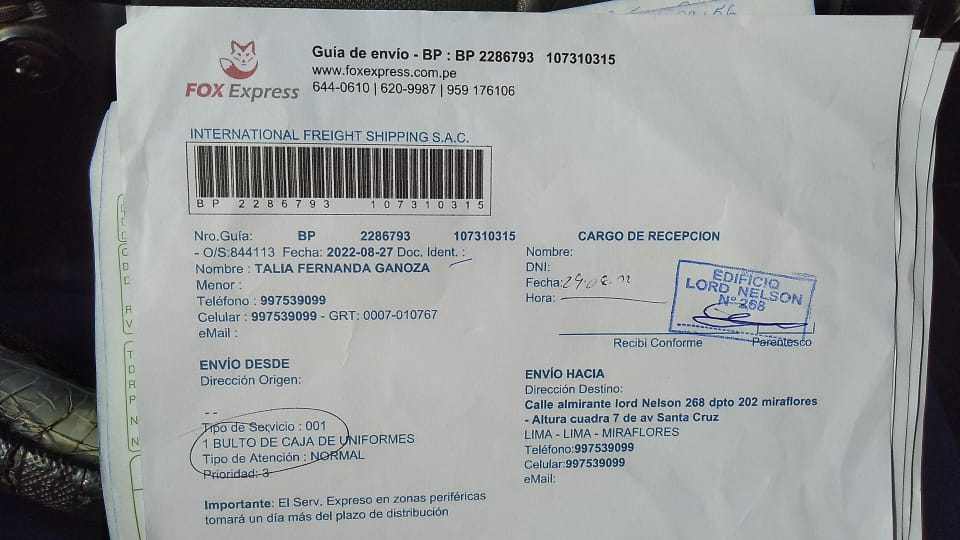 Guía de envío - BP : BP 2286793 107310315
www.foxexpress.com.pe
FOX Express
644-0610 | 620-9987 | 959 176106
INTERNATIONAL FREIGHT SHIPPING S.A.C.
BP 2286793 107310315
Nro.Guía: BP 2286793 107310315
- O/S:844113 Fecha: 2022-08-27 Doc. Ident. :
Nombre : TALIA FERNANDA GANOZA
Menor :
Teléfono : 997539099
Celular : 997539099 - GRT: 0007-010767
eMail :
CARGO DE RECEPCION
Nombre:
DNI:
Fecha:
Hora:
EDIFICIO
LORD NELSON
N° 268
Recibi Conforme Parentesco
ENVÍO DESDE
Dirección Origen:
--
Tipo de Servicio : 001
1 BULTO DE CAJA DE UNIFORMES
Tipo de Atención : NORMAL
Prioridad: 3
Importante: El Serv. Expreso en zonas periféricas
tomará un día más del plazo de distribución
ENVÍO HACIA
Dirección Destino:
Calle almirante lord Nelson 268 dpto 202 miraflores
- Altura cuadra 7 de av Santa Cruz
LIMA - LIMA - MIRAFLORES
Teléfono:997539099
Celular:997539099
eMail: